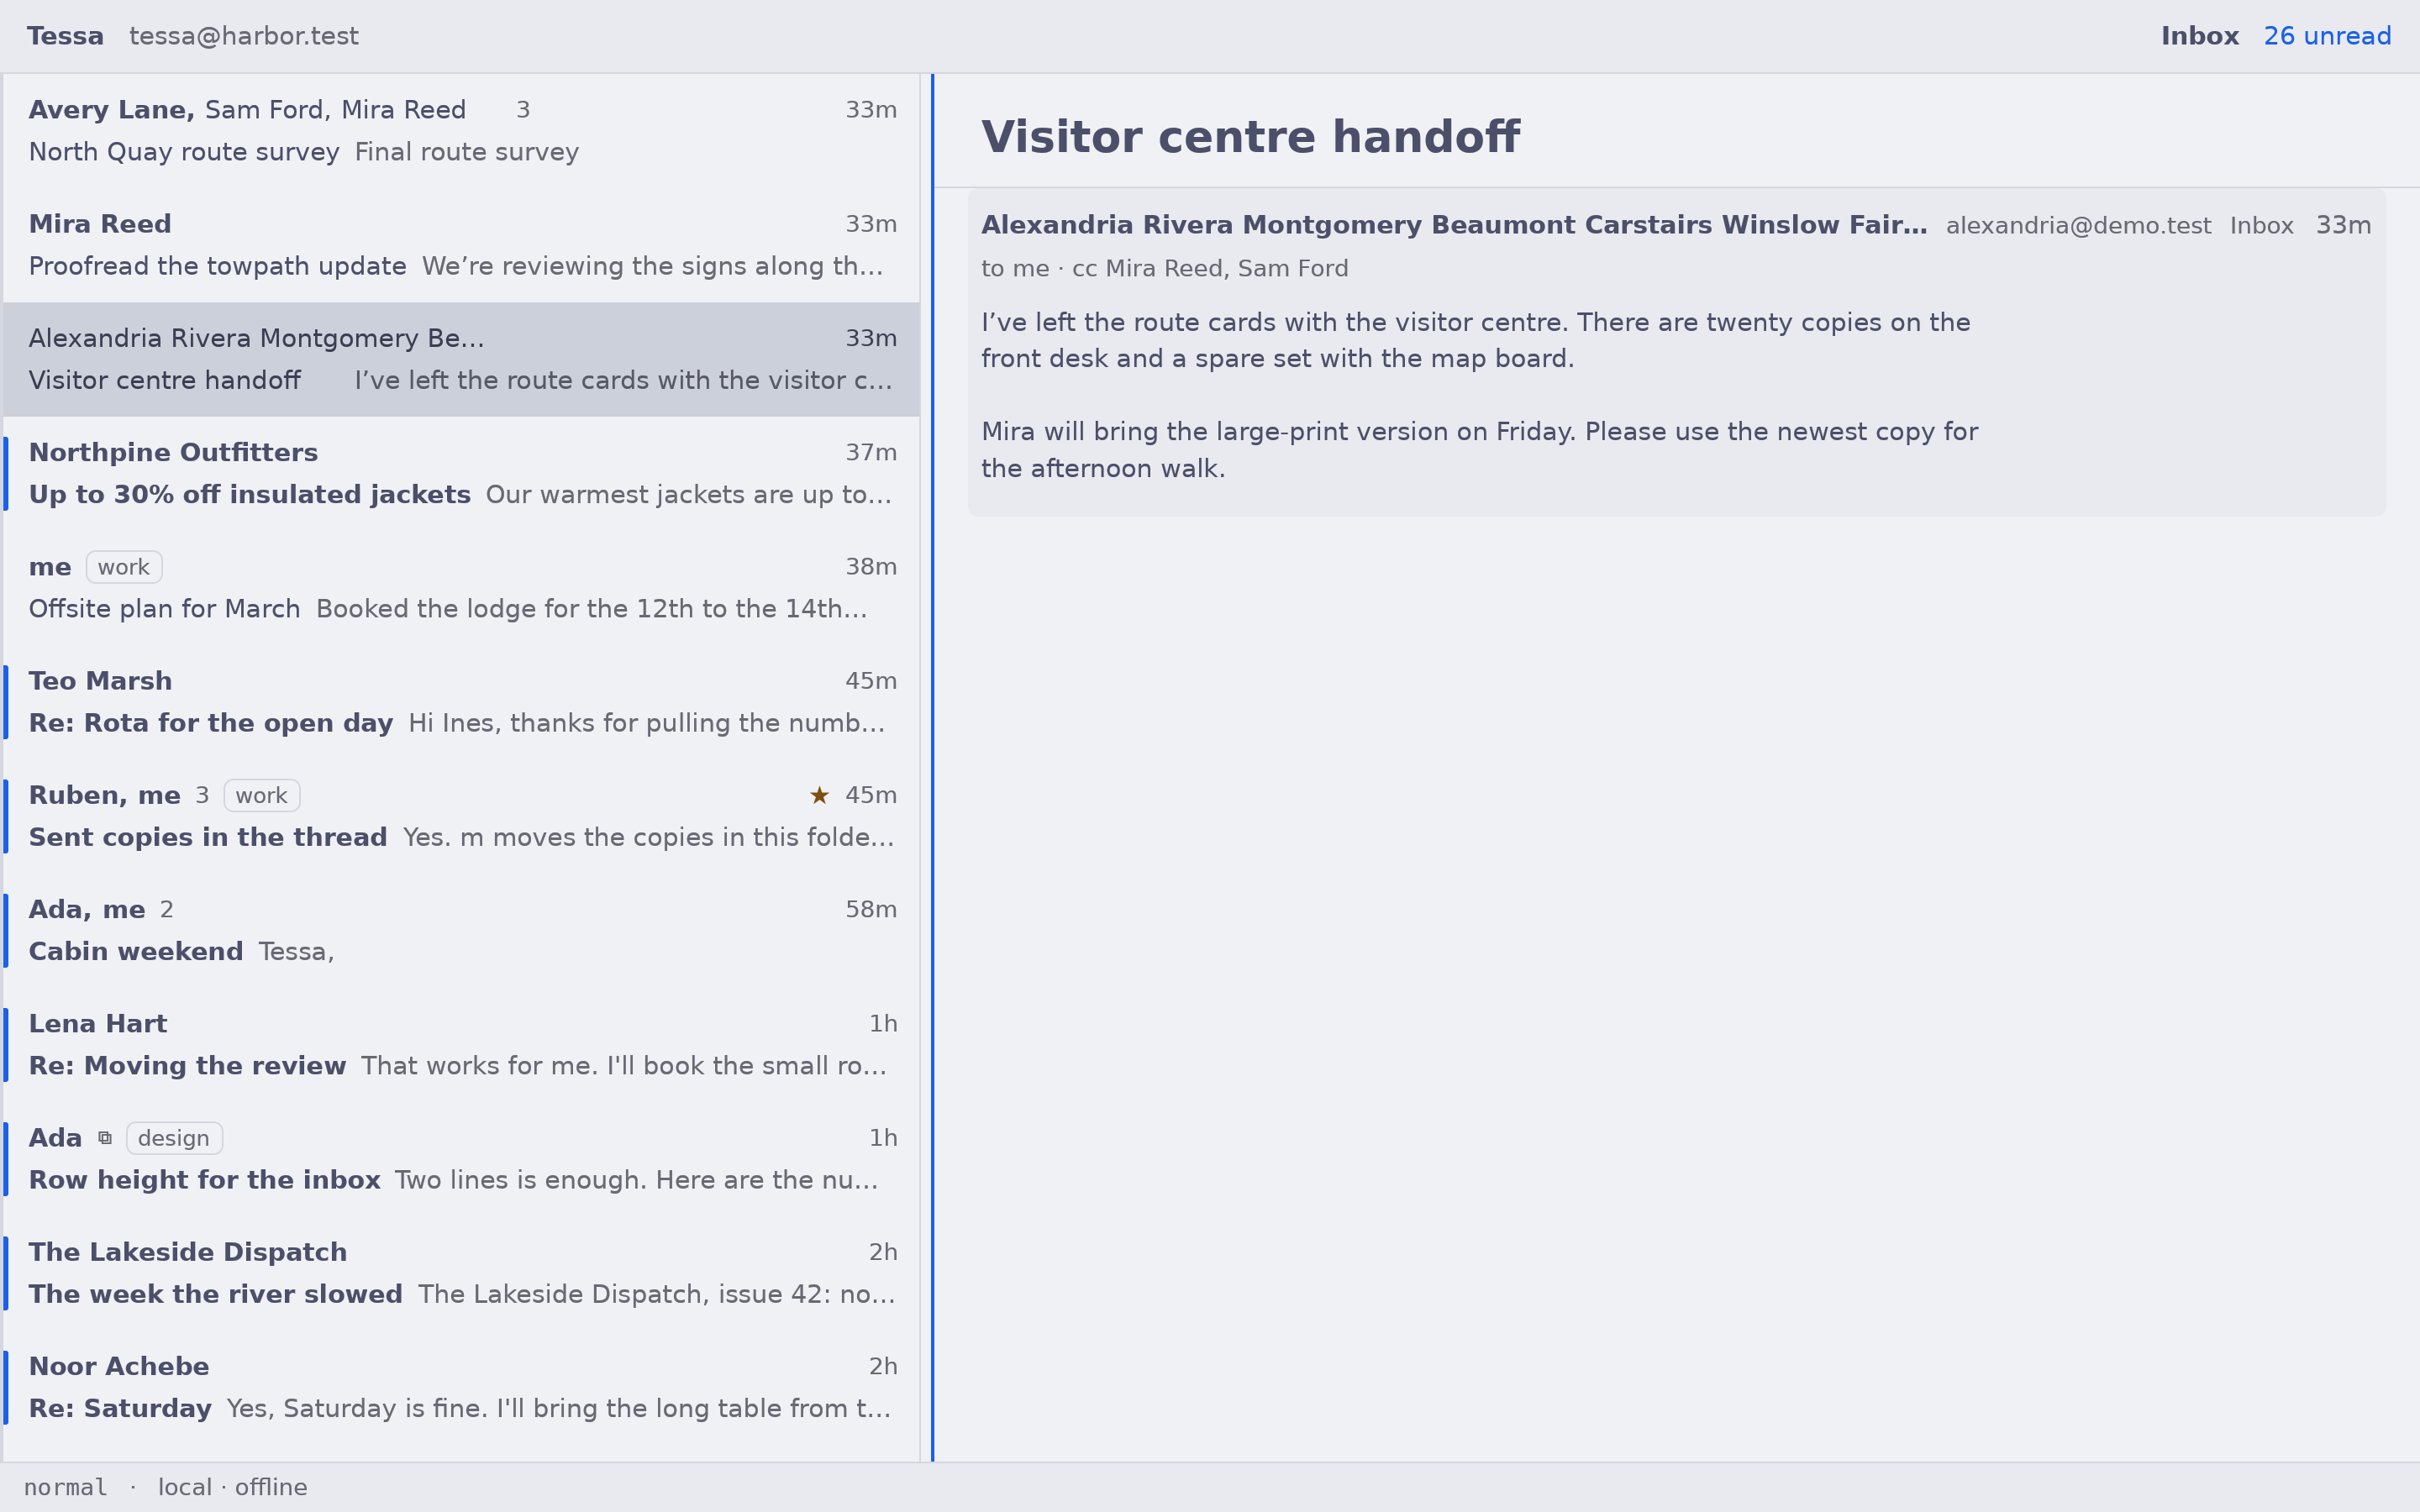 Tessa tessa@harbor.test
Inbox 26 unread
Avery Lane, Sam Ford, Mira Reed 3 33m
North Quay route survey Final route survey
Mira Reed 33m
Proofread the towpath update We’re reviewing the signs along th…
Alexandria Rivera Montgomery Be… 33m
Visitor centre handoff I’ve left the route cards with the visitor c…
Northpine Outfitters 37m
Up to 30% off insulated jackets Our warmest jackets are up to…
me work 38m
Offsite plan for March Booked the lodge for the 12th to the 14th…
Teo Marsh 45m
Re: Rota for the open day Hi Ines, thanks for pulling the numb…
Ruben, me 3 work ★ 45m
Sent copies in the thread Yes. m moves the copies in this folde…
Ada, me 2 58m
Cabin weekend Tessa,
Lena Hart 1h
Re: Moving the review That works for me. I'll book the small ro…
Ada design 1h
Row height for the inbox Two lines is enough. Here are the nu…
The Lakeside Dispatch 2h
The week the river slowed The Lakeside Dispatch, issue 42: no…
Noor Achebe 2h
Re: Saturday Yes, Saturday is fine. I'll bring the long table from t…
Visitor centre handoff
Alexandria Rivera Montgomery Beaumont Carstairs Winslow Fair… alexandria@demo.test Inbox 33m
to me · cc Mira Reed, Sam Ford
I’ve left the route cards with the visitor centre. There are twenty copies on the
front desk and a spare set with the map board.
Mira will bring the large-print version on Friday. Please use the newest copy for
the afternoon walk.
normal · local · offline